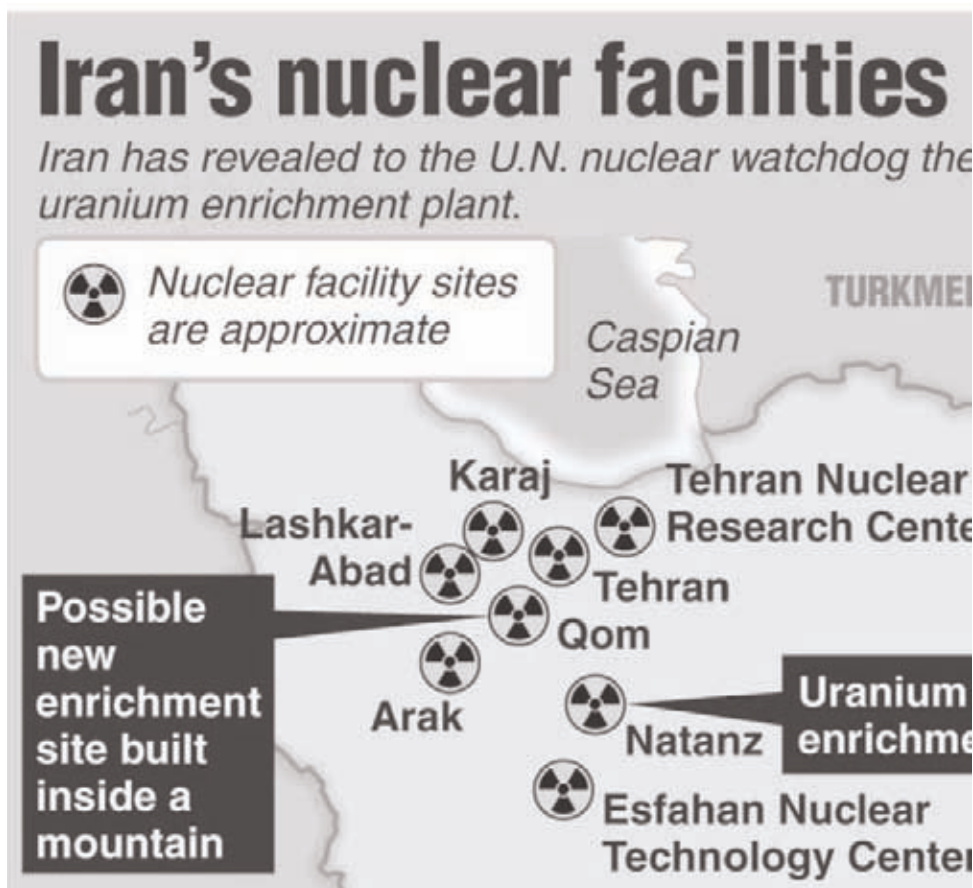 Iran's nuclear facilities
Iran has revealed to the U.N. nuclear watchdog the
uranium enrichment plant.
Nuclear facility sites
are approximate
TURKMEN
Caspian
Sea
Karaj
Tehran Nuclear
Research Cente
Lashkar-
Abad
Tehran
Possible
new
enrichment
site built
inside a
mountain
Qom
Arak
Uranium
enrichme
Natanz
Esfahan Nuclear
Technology Center